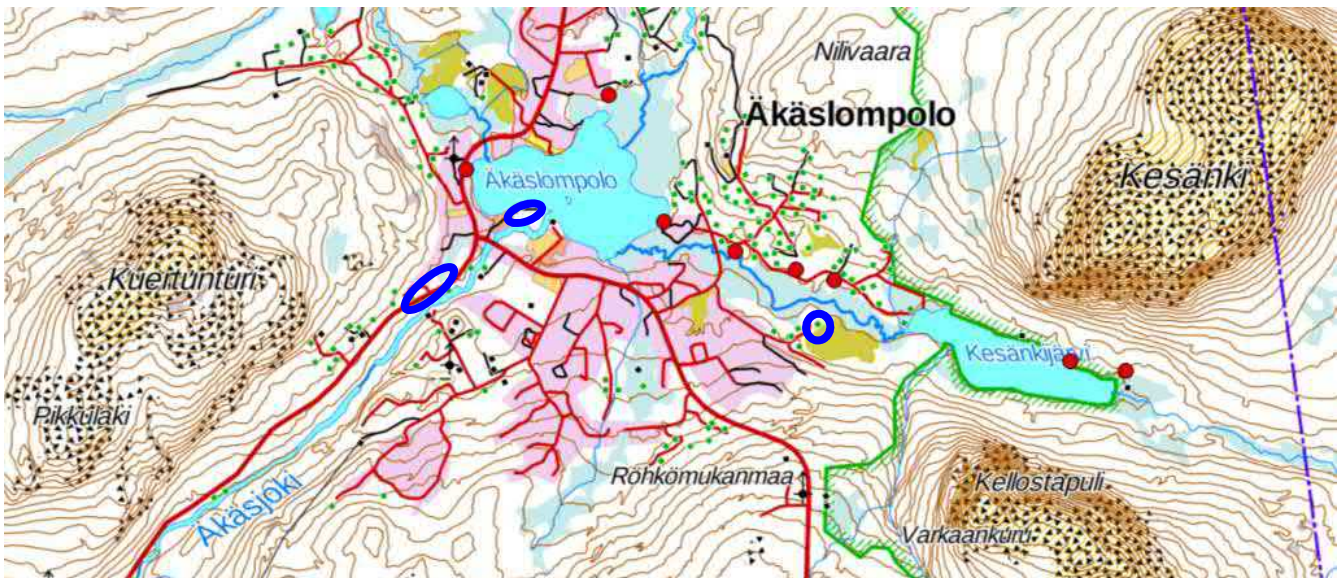 Nilivaara
Äkäslompolo
Äkäslompolo
Kesänki
Kuertunturi
Kesänkijärvi
Pikkulaki
Röhkömukanmaa
Kellostapuli
Äkäsjoki
Varkaankuru